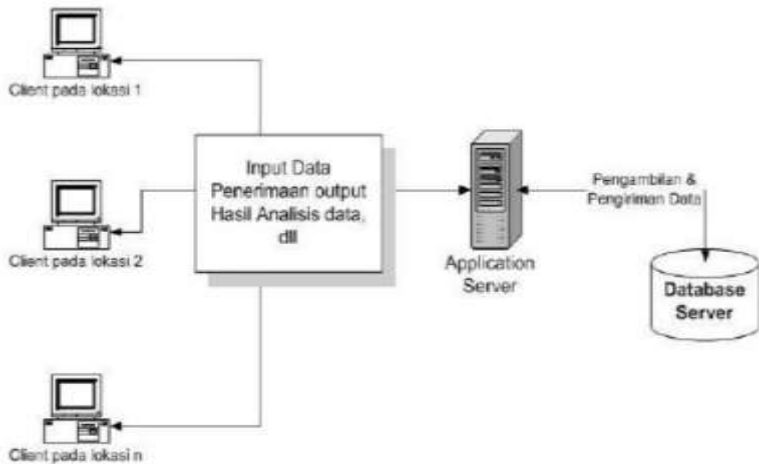 Client pada lokasi 1
Input Data
Penerimaan output
Hasil Analisis data,
dll
Client pada lokasi 2
Application
Server
Pengambilan &
Pengiriman Data
Database
Server
Client pada lokasi n